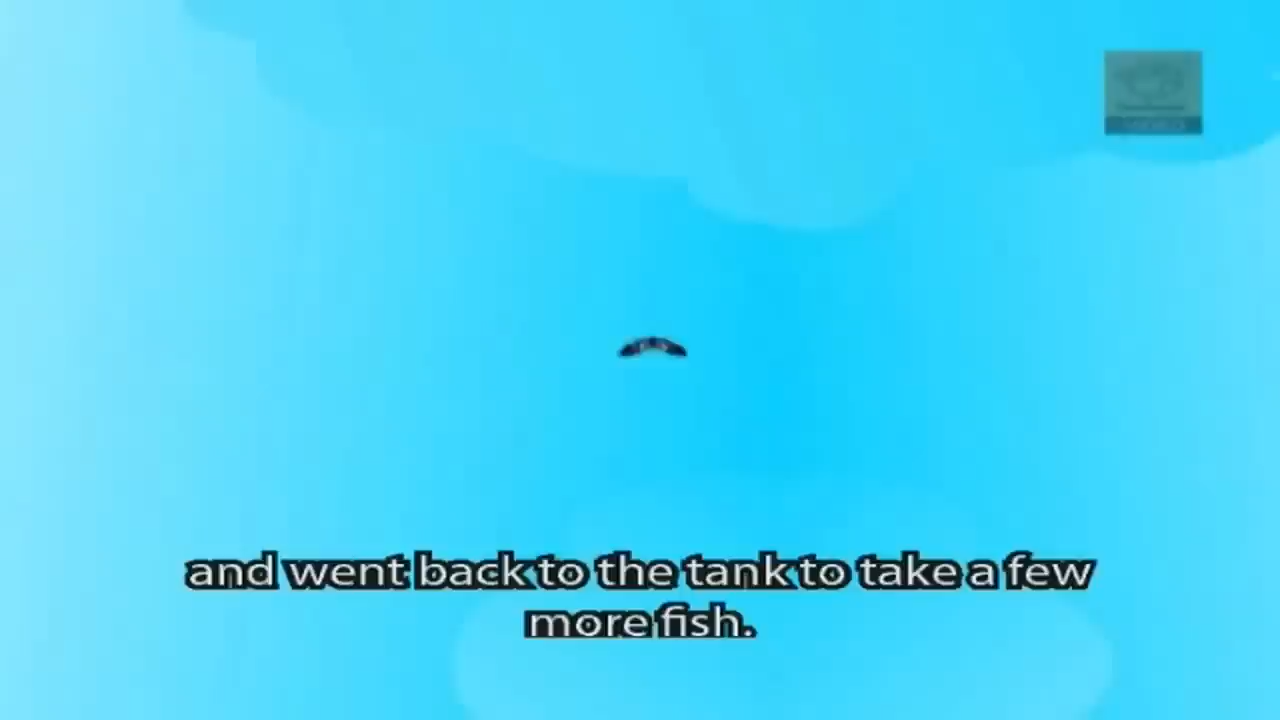 and went back to the tank to take a few
more fish.